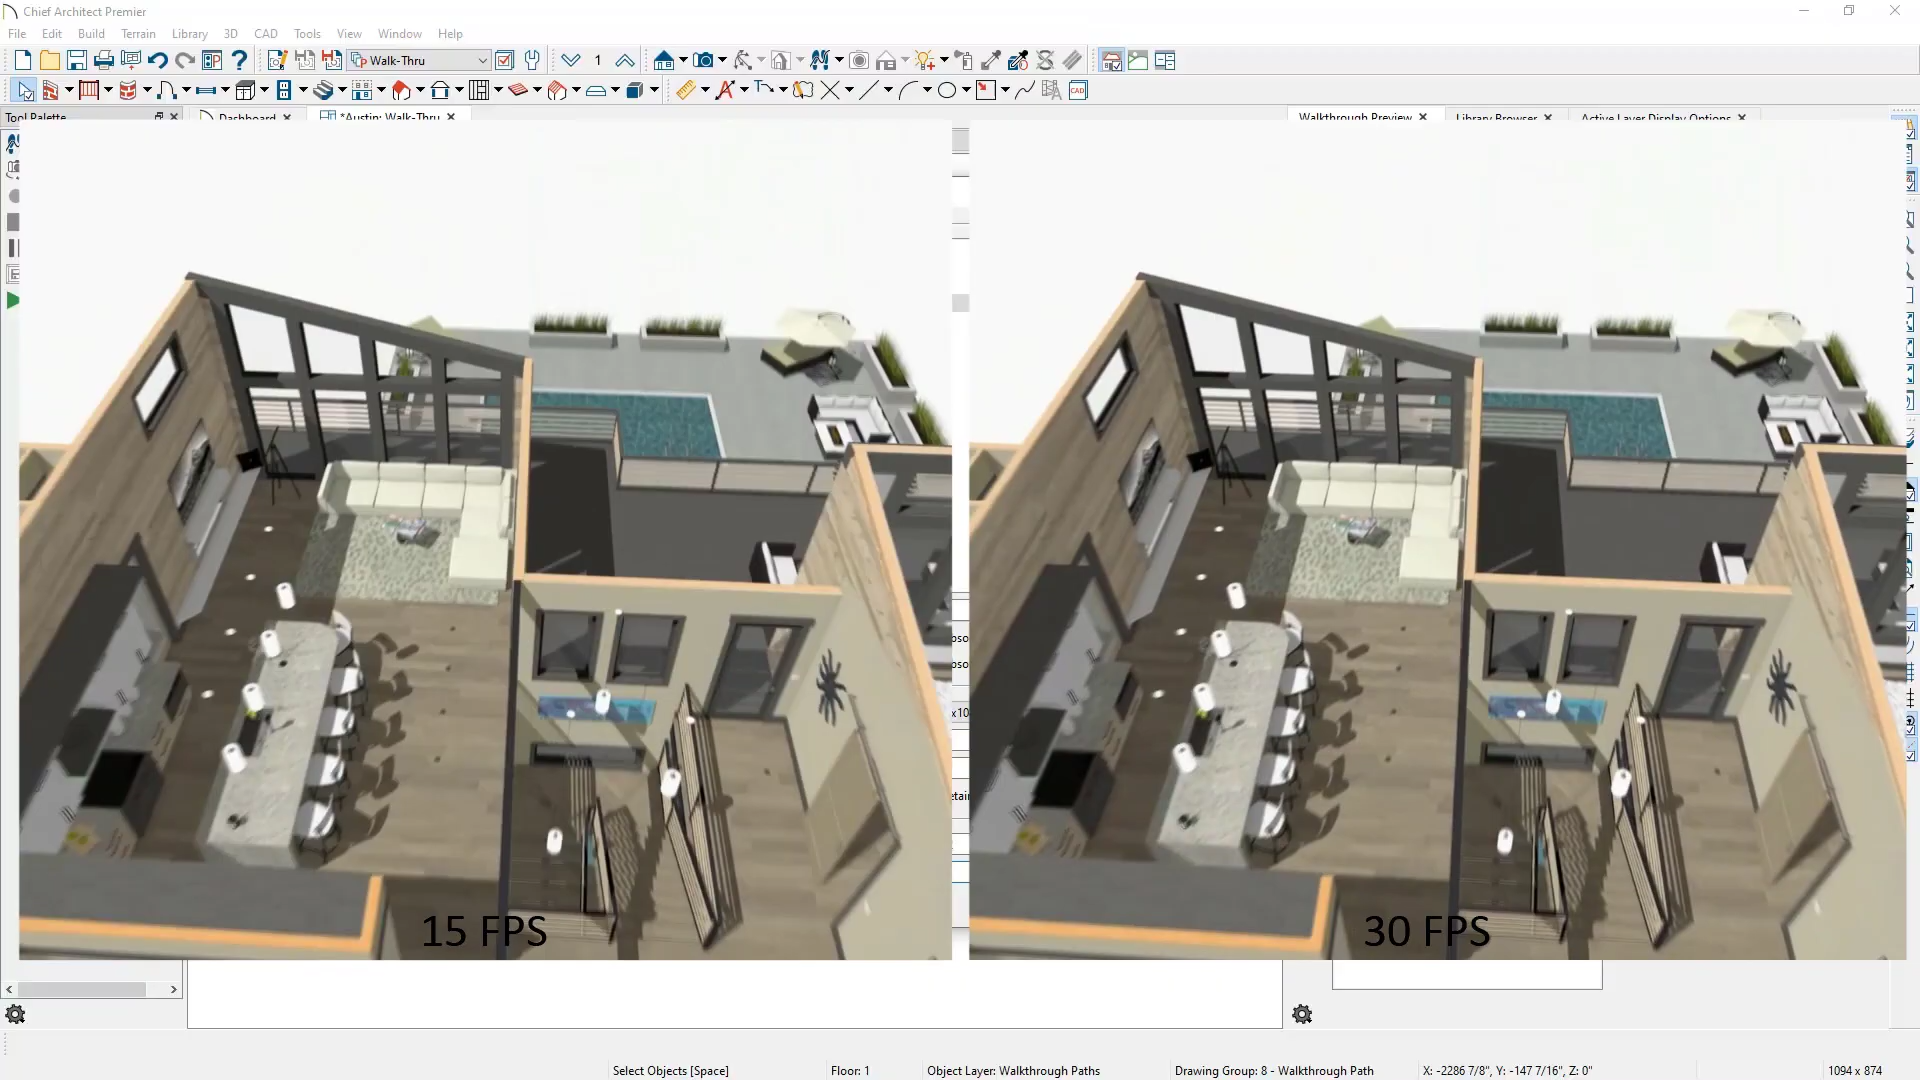 Chief Architect Premier
File Edit Build Terrain Library 3D CAD Tools View Window Help
Walk-Thru 1
CAD
Tool Palette Dashboard *Austin: Walk-Thru Walkthrough Preview Library Browser Active Layer Display Options
15 FPS 30 FPS
Select Objects [Space] Floor: 1 Object Layer: Walkthrough Paths Drawing Group: 8 - Walkthrough Path X: -2286 7/8", Y: -147 7/16", Z: 0" 1094 x 874